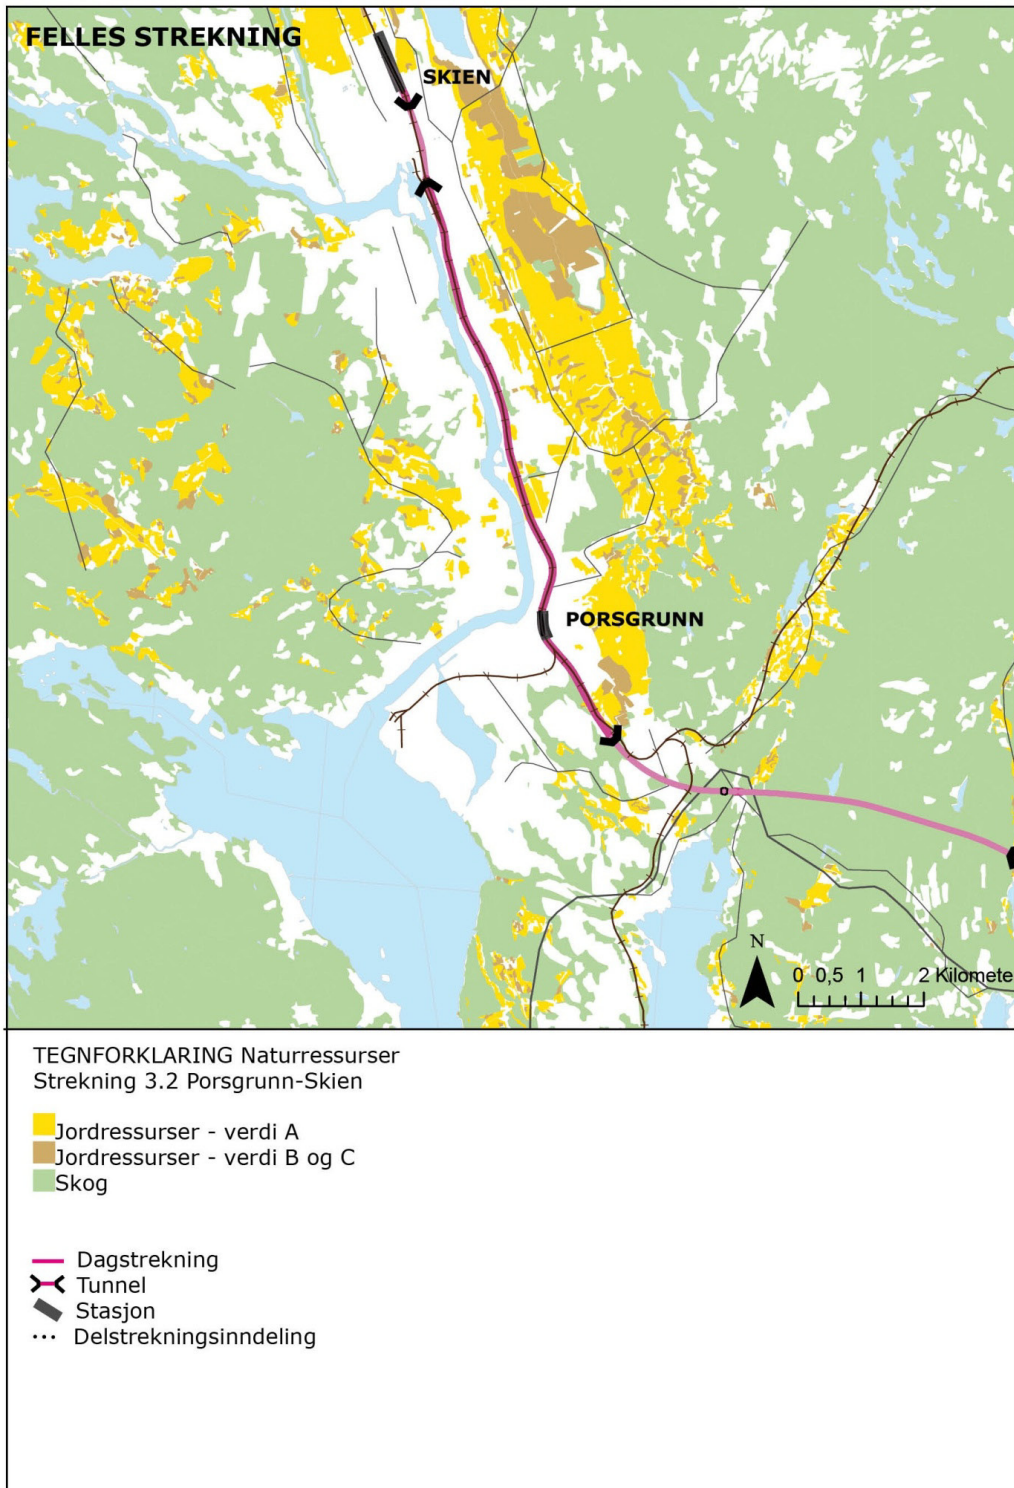 FELLES STREKNING
SKIEN
PORSGRUNN
N
0 0,5 1 2 Kilomete
TEGNFORKLARING Naturressurser
Strekning 3.2 Porsgrunn-Skien
Jordressurser - verdi A
Jordressurser - verdi B og C
Skog
Dagstrekning
Tunnel
Stasjon
Delstrekningsinndeling